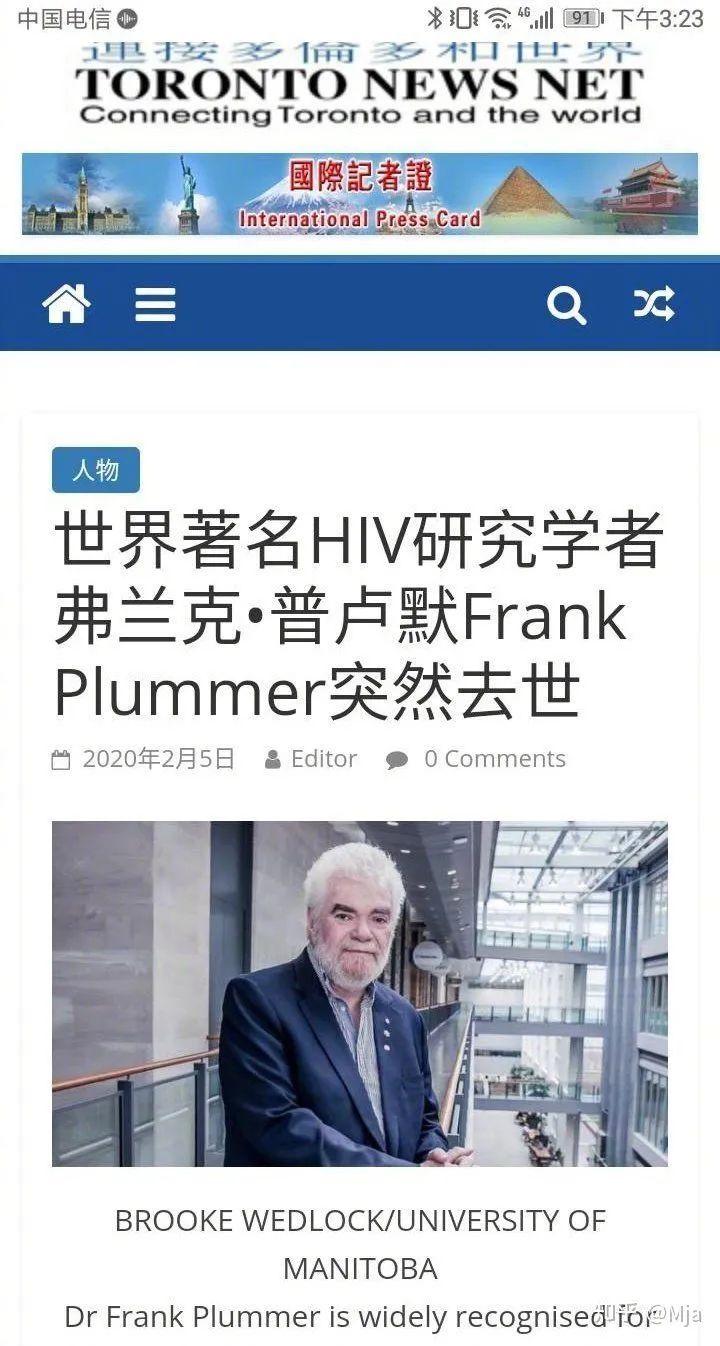 中国电信
4G
91
下午3:23
連接多倫多和世界
TORONTO NEWS NET
Connecting Toronto and the world
國際記者證
International Press Card
人物
世界著名HIV研究学者
弗兰克•普卢默Frank
Plummer突然去世
2020年2月5日 Editor 0 Comments
BROOKE WEDLOCK/UNIVERSITY OF
MANITOBA
Dr Frank Plummer is widely recognised for
知乎 @Mja